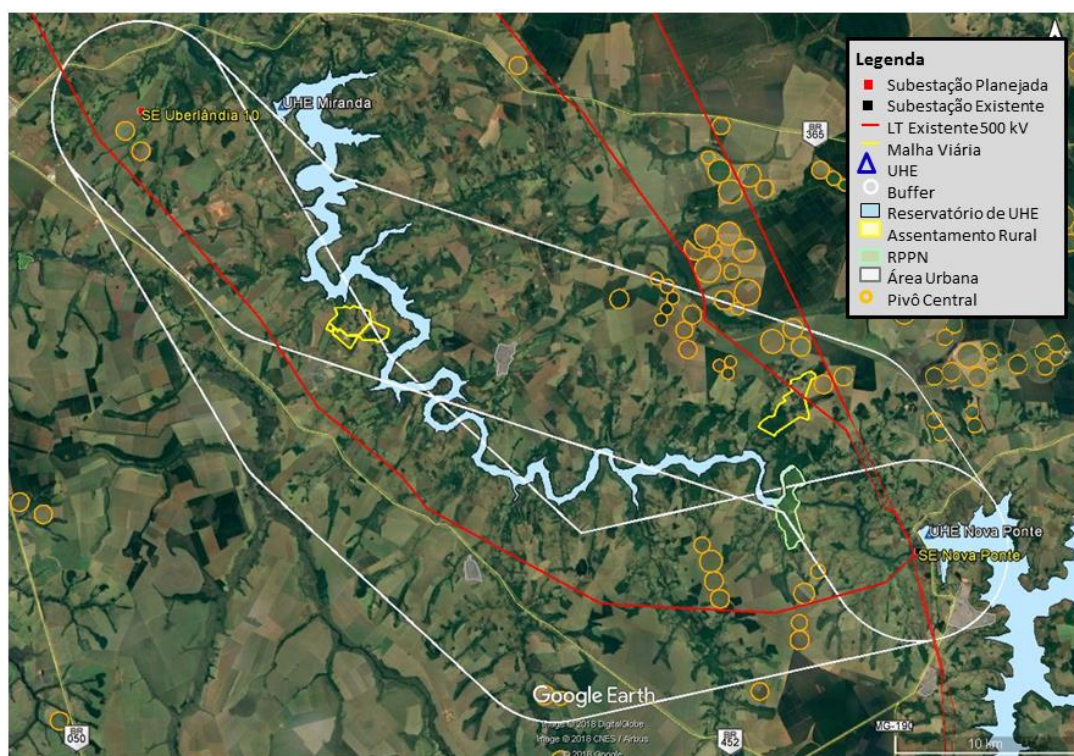 Legenda
Subestação Planejada
Subestação Existente
LT Existente 500 kV
Malha Viária
UHE
Buffer
Reservatório de UHE
Assentamento Rural
RPPN
Área Urbana
Pivô Central
UHE Miranda
SE Uberlândia 10
BR
365
UHE Nova Ponte
SE Nova Ponte
Google Earth
Image © 2018 DigitalGlobe
Image © 2018 CNES / Airbus
© 2018 Google
BR
050
BR
452
MG-190
10 km